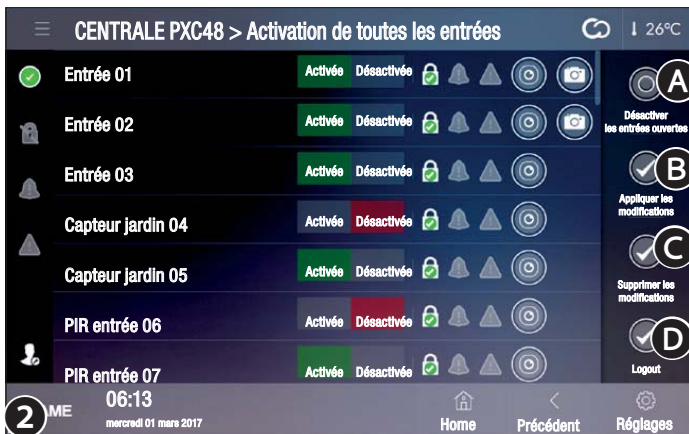 CENTRALE PXC48 > Activation de toutes les entrées
26°C
Entrée 01 Activée Désactivée
Entrée 02 Activée Désactivée
Entrée 03 Activée Désactivée
Capteur jardin 04 Activée Désactivée
Capteur jardin 05 Activée Désactivée
PIR entrée 06 Activée Désactivée
PIR entrée 07 Activée Désactivée
A
Désactiver
les entrées ouvertes
B
Appliquer les
modifications
C
Supprimer les
modifications
D
Logout
2
ME
06:13
mercredi 01 mars 2017
Home
Précédent
Réglages